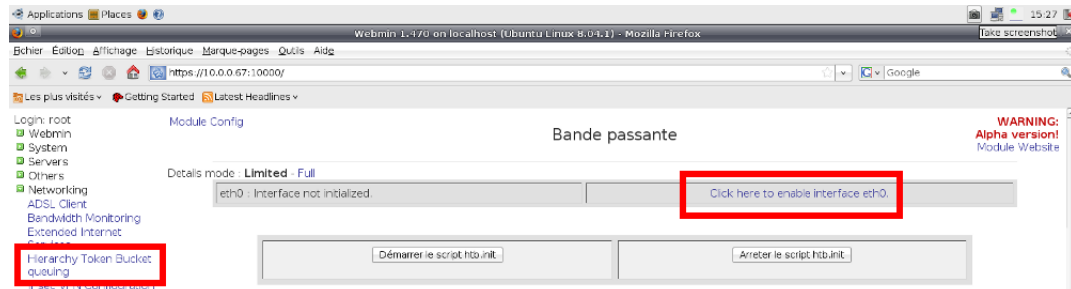 Applications Places 15:27
Webmin 1.470 on localhost (Ubuntu Linux 8.04.1) - Mozilla Firefox Take screenshot
Fichier Édition Affichage Historique Marque-pages Outils Aide
https://10.0.0.67:10000/ Google
Les plus visités Getting Started Latest Headlines
Login: root
Webmin
System
Servers
Others
Networking
ADSL Client
Bandwidth Monitoring
Extended Internet
Services
Hierarchy Token Bucket
queuing
Module Config
Bande passante
WARNING:
Alpha version!
Module Website
Details mode : Limited - Full
eth0 : Interface not initialized. Click here to enable interface eth0.
Démarrer le script htb.init Arreter le script htb.init